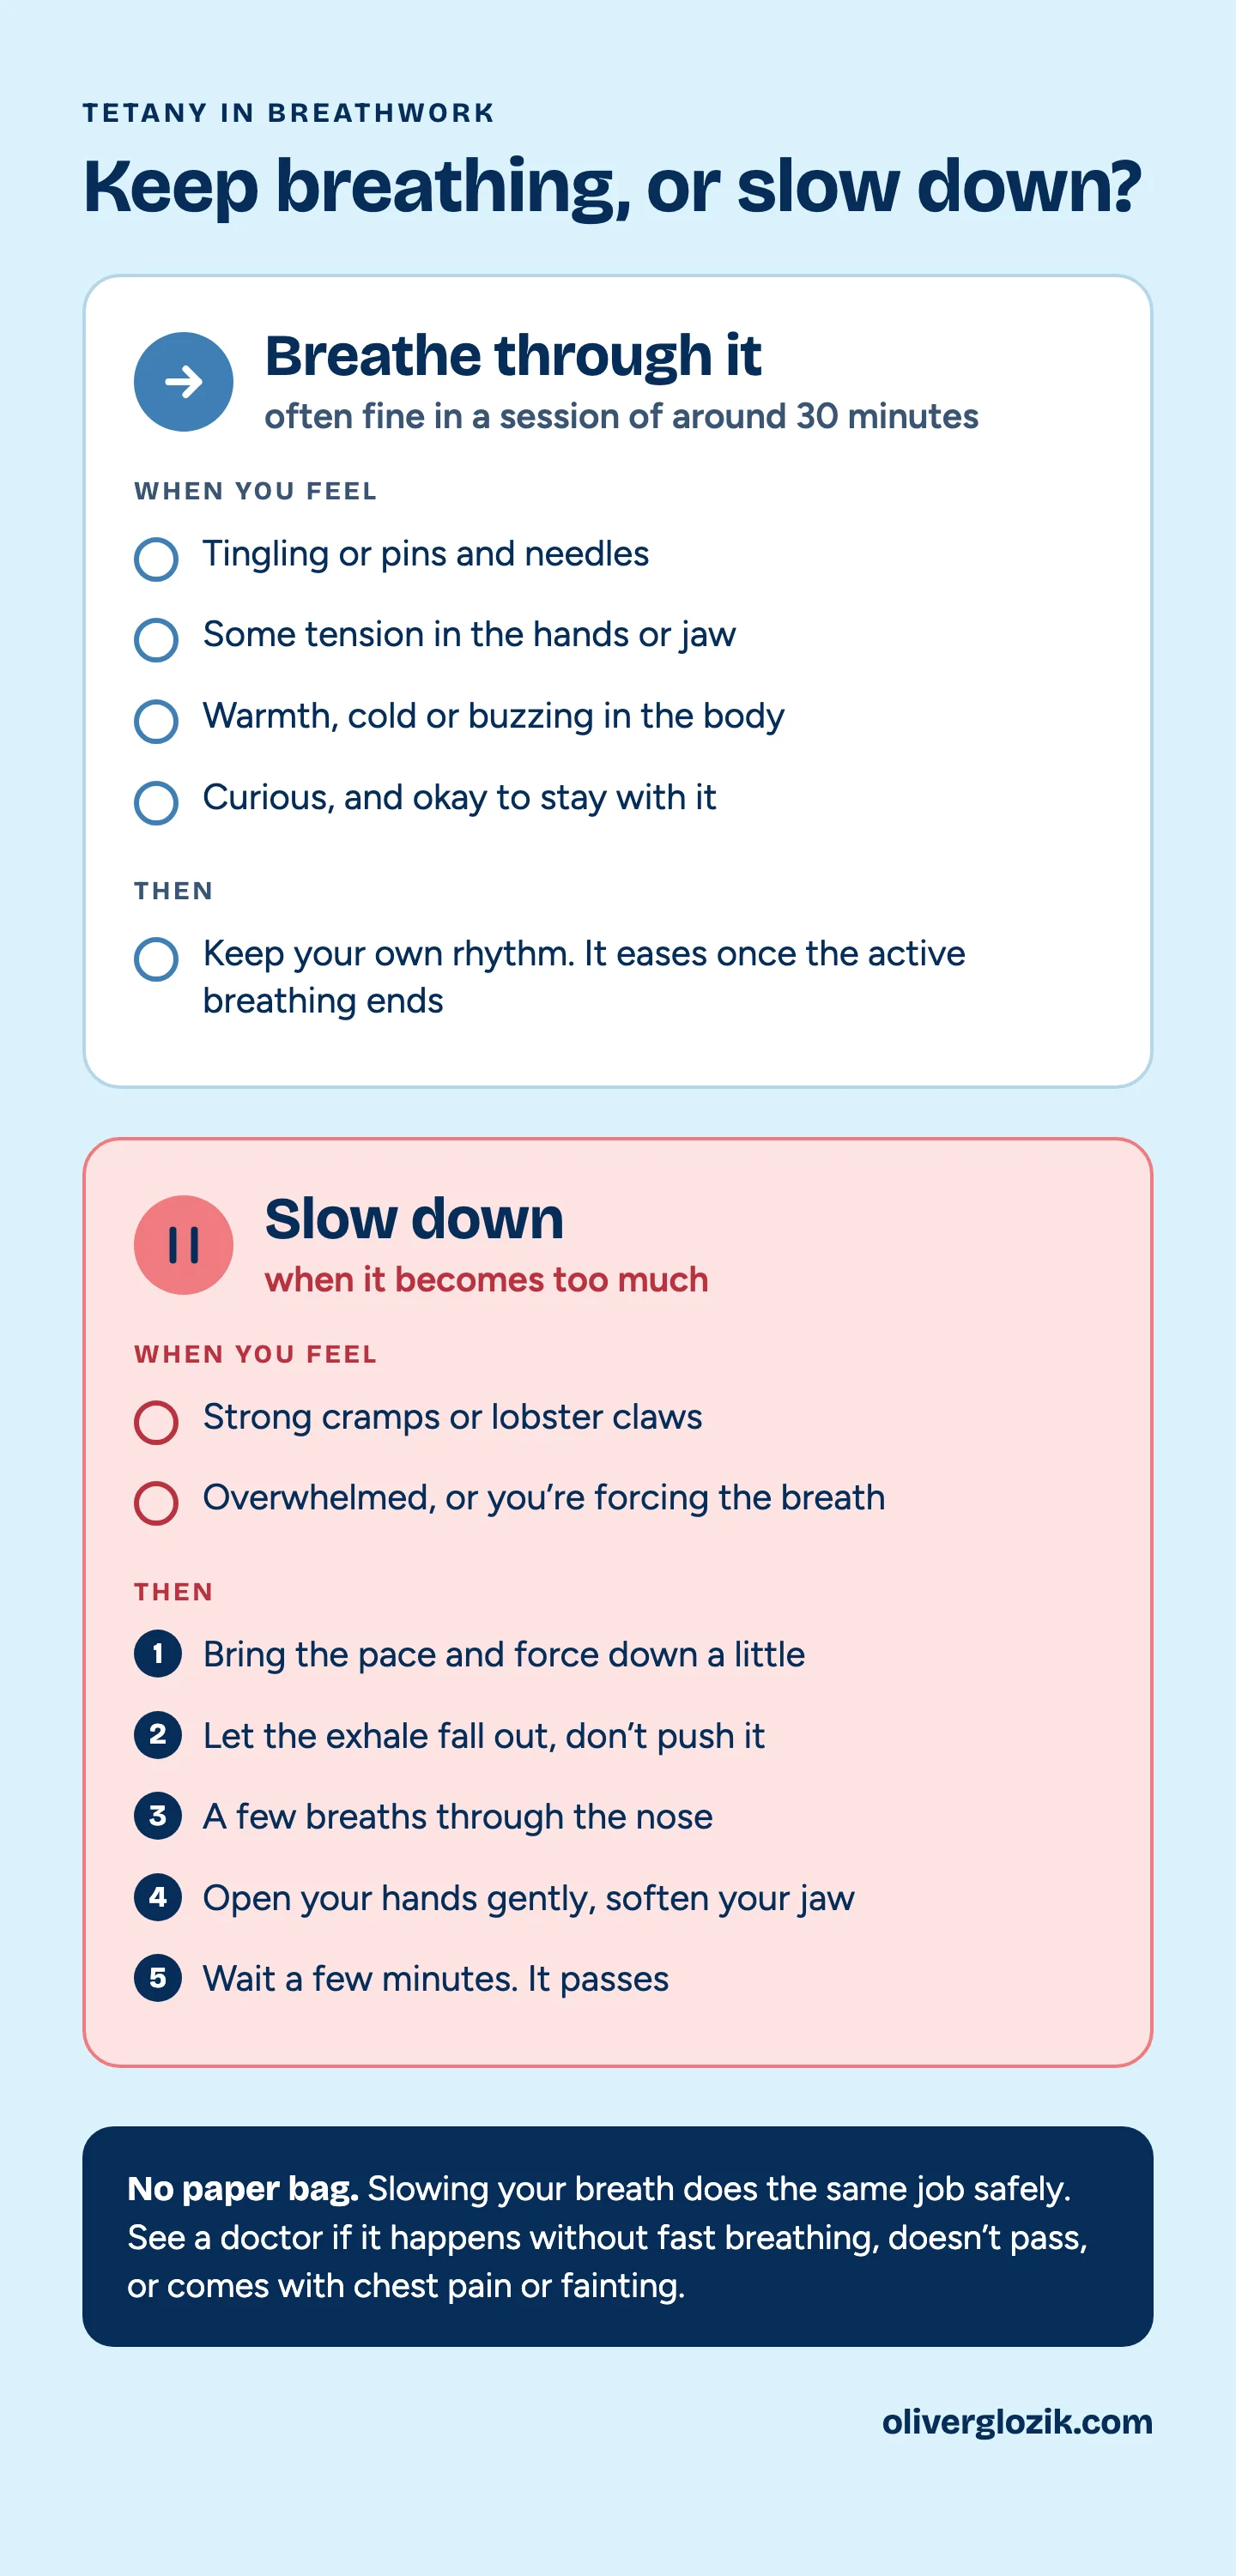 TETANY IN BREATHWORK
Keep breathing, or slow down?
Breathe through it
often fine in a session of around 30 minutes
WHEN YOU FEEL
Tingling or pins and needles
Some tension in the hands or jaw
Warmth, cold or buzzing in the body
Curious, and okay to stay with it
THEN
Keep your own rhythm. It eases once the active
breathing ends
Slow down
when it becomes too much
WHEN YOU FEEL
Strong cramps or lobster claws
Overwhelmed, or you’re forcing the breath
THEN
1 Bring the pace and force down a little
2 Let the exhale fall out, don’t push it
3 A few breaths through the nose
4 Open your hands gently, soften your jaw
5 Wait a few minutes. It passes
No paper bag. Slowing your breath does the same job safely.
See a doctor if it happens without fast breathing, doesn’t pass,
or comes with chest pain or fainting.
oliverglozik.com